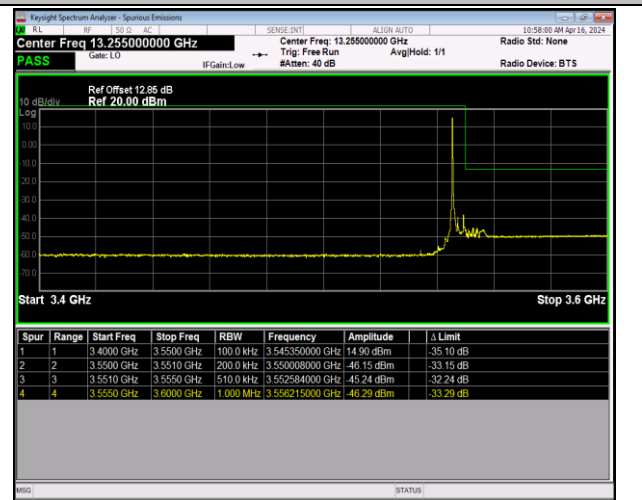 Keysight Spectrum Analyzer - Spurious Emissions
RL RF 50 Ω AC SENSE:INT ALIGN AUTO 10:58:00 AM Apr 16, 2024
Center Freq 13.255000000 GHz Center Freq: 13.255000000 GHz Radio Std: None
PASS Gate: LO IFGain:Low Trig: Free Run Avg|Hold: 1/1
#Atten: 40 dB Radio Device: BTS
Ref Offset 12.85 dB
10 dB/div Ref 20.00 dBm
Log
10.0
0.00
-10.0
-20.0
-30.0
-40.0
-50.0
-60.0
-70.0
Start 3.4 GHz Stop 3.6 GHz
Spur Range Start Freq Stop Freq RBW Frequency Amplitude Δ Limit
1 1 3.4000 GHz 3.5500 GHz 100.0 kHz 3.545350000 GHz 14.90 dBm -35.10 dB
2 2 3.5500 GHz 3.5510 GHz 200.0 kHz 3.550008000 GHz -46.15 dBm -33.15 dB
3 3 3.5510 GHz 3.5550 GHz 510.0 kHz 3.552584000 GHz -45.24 dBm -32.24 dB
4 4 3.5550 GHz 3.6000 GHz 1.000 MHz 3.556215000 GHz -46.29 dBm -33.29 dB
MSG STATUS